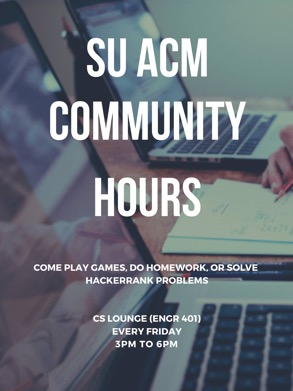 SU ACM
COMMUNITY
HOURS
COME PLAY GAMES, DO HOMEWORK, OR SOLVE
HACKERRANK PROBLEMS
CS LOUNGE (ENGR 401)
EVERY FRIDAY
3PM TO 6PM